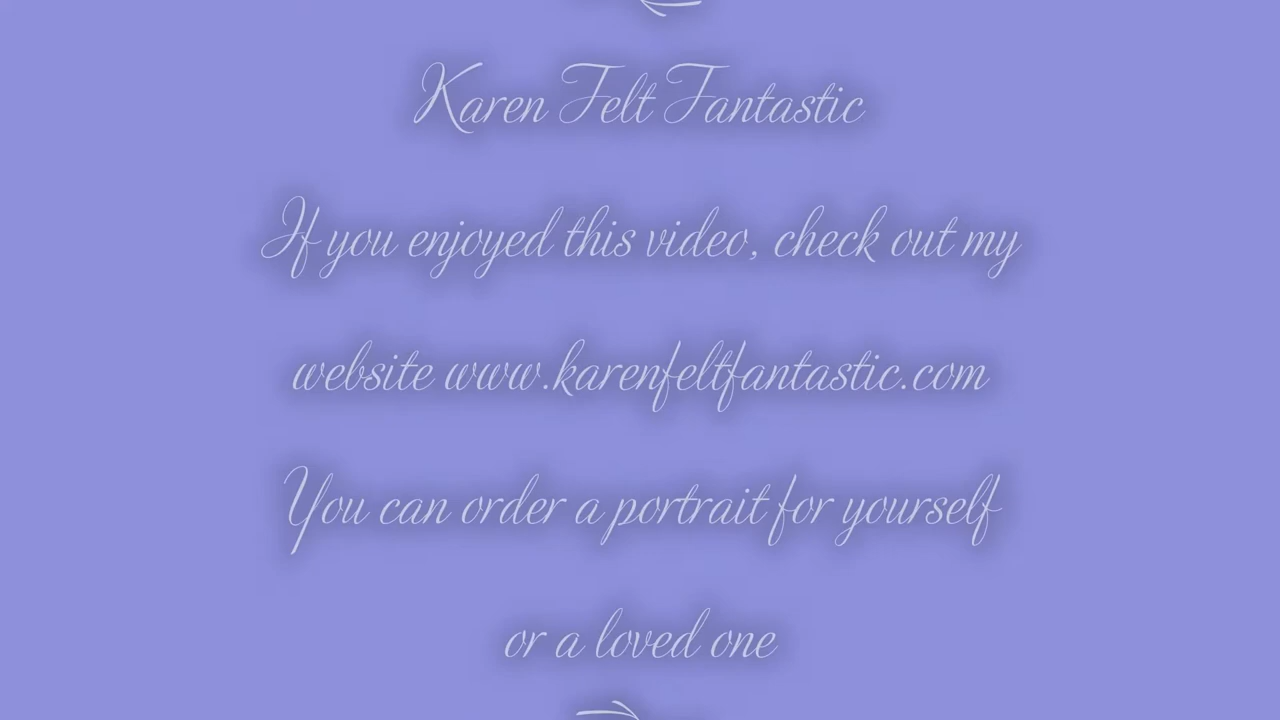 Karen Felt Fantastic
If you enjoyed this video, check out my
website www.karenfeltfantastic.com
You can order a portrait for yourself
or a loved one